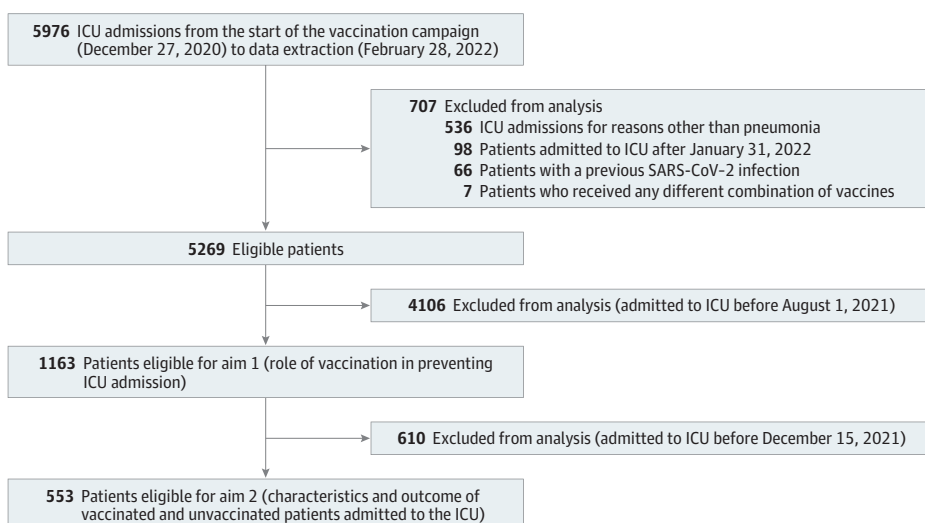 5976 ICU admissions from the start of the vaccination campaign
(December 27, 2020) to data extraction (February 28, 2022)
707 Excluded from analysis
536 ICU admissions for reasons other than pneumonia
98 Patients admitted to ICU after January 31, 2022
66 Patients with a previous SARS-CoV-2 infection
7 Patients who received any different combination of vaccines
5269 Eligible patients
4106 Excluded from analysis (admitted to ICU before August 1, 2021)
1163 Patients eligible for aim 1 (role of vaccination in preventing
ICU admission)
610 Excluded from analysis (admitted to ICU before December 15, 2021)
553 Patients eligible for aim 2 (characteristics and outcome of
vaccinated and unvaccinated patients admitted to the ICU)